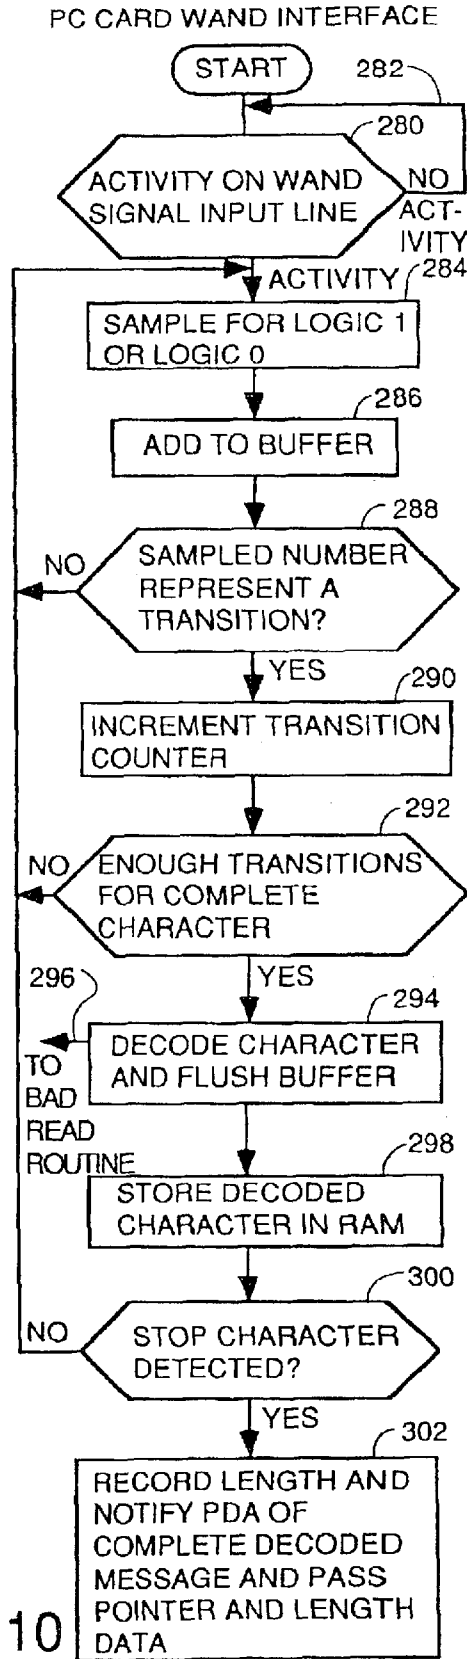 PC CARD WAND INTERFACE
START
282
280
ACTIVITY ON WAND
SIGNAL INPUT LINE
NO
ACT-
IVITY
ACTIVITY
284
SAMPLE FOR LOGIC 1
OR LOGIC 0
286
ADD TO BUFFER
288
SAMPLED NUMBER
REPRESENT A
TRANSITION?
NO
YES
290
INCREMENT TRANSITION
COUNTER
292
ENOUGH TRANSITIONS
FOR COMPLETE
CHARACTER
NO
YES
296
294
DECODE CHARACTER
AND FLUSH BUFFER
TO
BAD
READ
ROUTINE
298
STORE DECODED
CHARACTER IN RAM
300
STOP CHARACTER
DETECTED?
NO
YES
302
RECORD LENGTH AND
NOTIFY PDA OF
COMPLETE DECODED
MESSAGE AND PASS
POINTER AND LENGTH
DATA
10